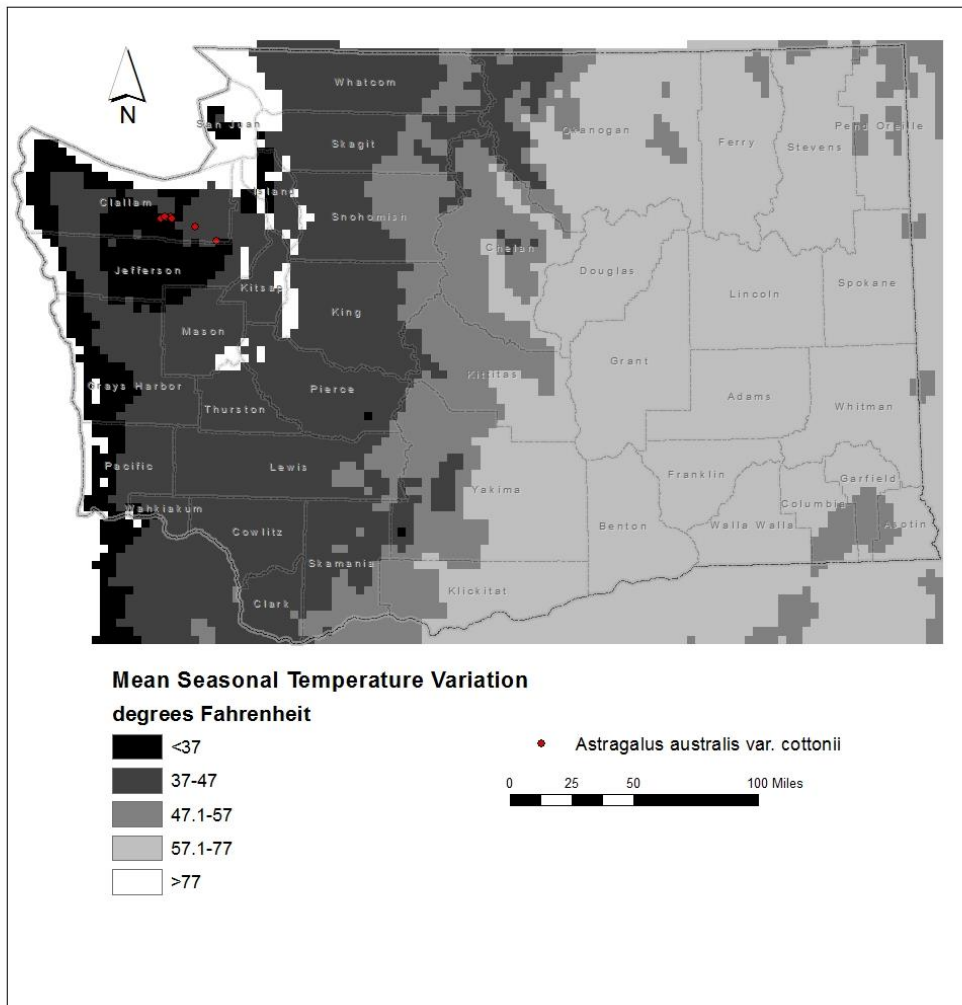 N
Whatcom
San Juan
Okanogan
Pend Oreille
Skagit
Ferry
Stevens
Island
Clallam
Snohomish
Chelan
Jefferson
Douglas
Kitsap
Lincoln
Spokane
King
Mason
Grant
Kittitas
Grays Harbor
Pierce
Adams
Thurston
Whitman
Pacific
Lewis
Yakima
Franklin
Garfield
Wahkiakum
Columbia
Cowlitz
Benton
Walla Walla
Asotin
Skamania
Clark
Klickitat
Mean Seasonal Temperature Variation
degrees Fahrenheit
<37
37-47
47.1-57
57.1-77
>77
Astragalus australis var. cottonii
0 25 50 100 Miles